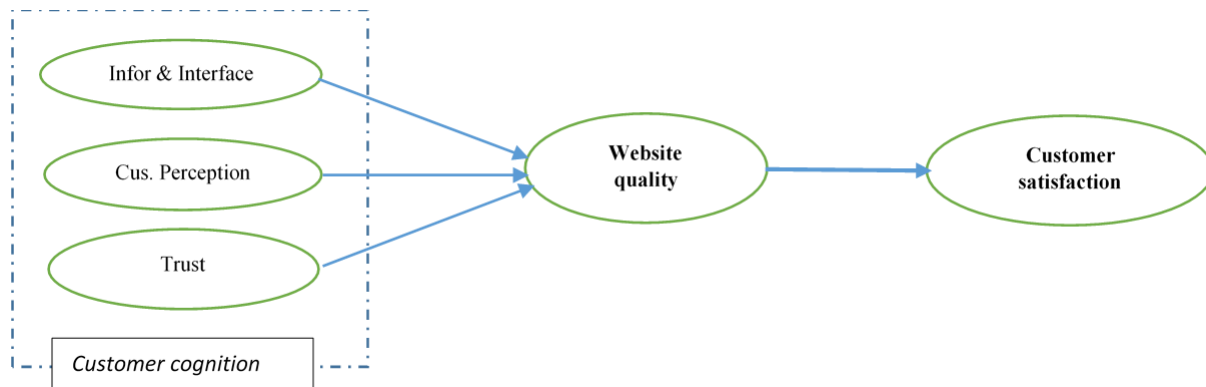 Infor & Interface
Cus. Perception
Trust
Customer cognition
Website
quality
Customer
satisfaction